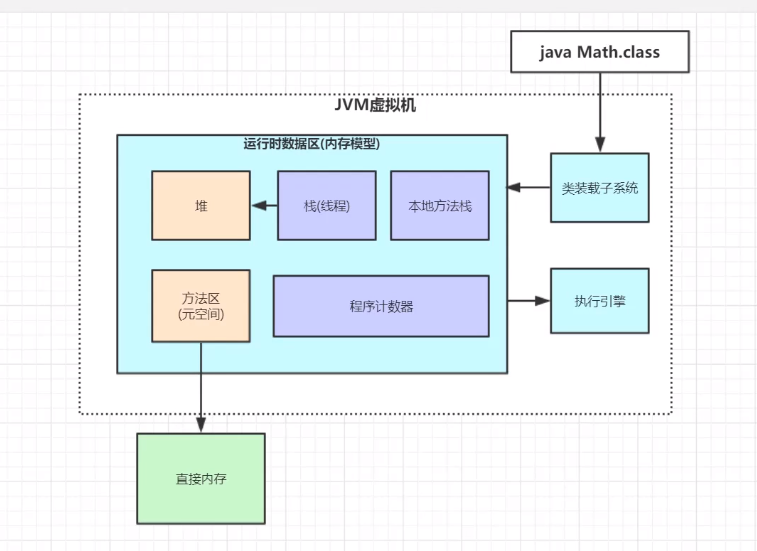 java Math.class
JVM虚拟机
运行时数据区(内存模型)
堆
栈(线程)
本地方法栈
类装载子系统
方法区
(元空间)
程序计数器
执行引擎
直接内存